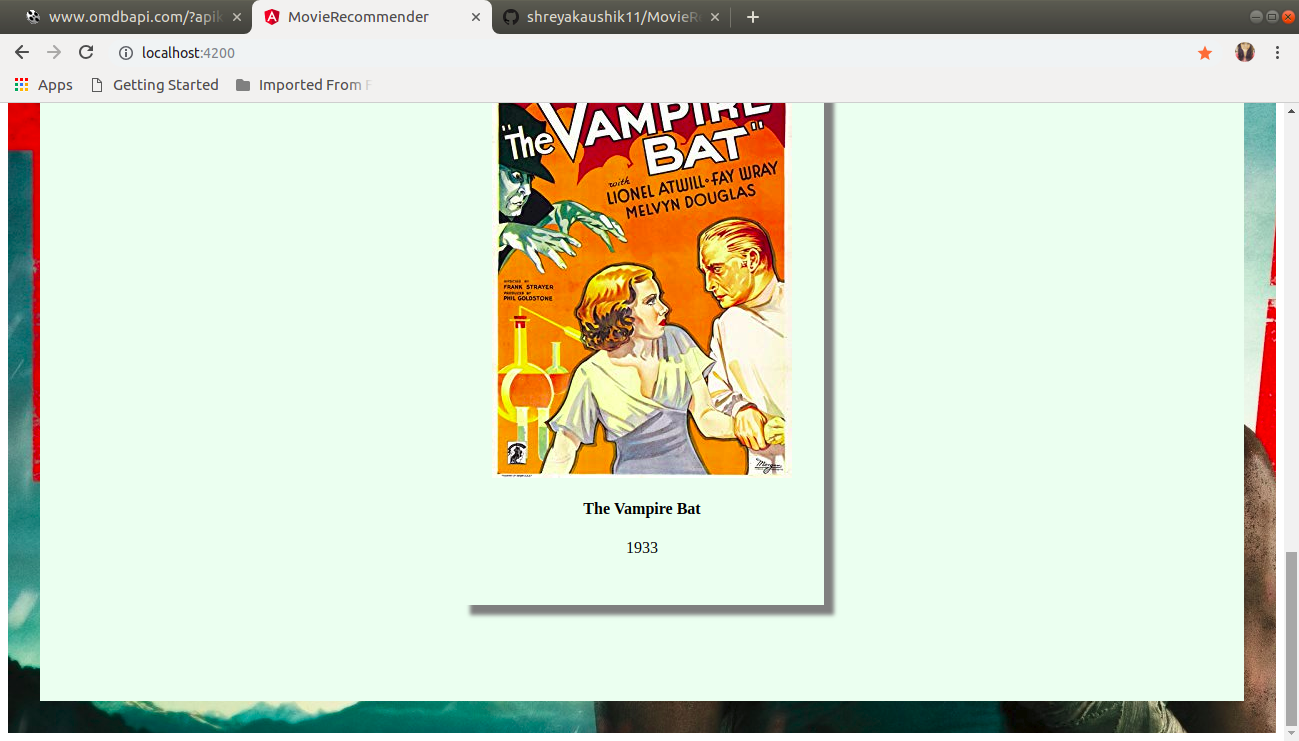 www.omdbapi.com/?apik
MovieRecommender
shreyakaushik11/MovieR
localhost:4200
Apps
Getting Started
Imported From F
"The VAMPIRE
BAT"
with
LIONEL ATWILL · FAY WRAY
MELVYN DOUGLAS
DIRECTED BY
FRANK STRAYER
PRODUCED BY
PHIL GOLDSTONE
Morgan
The Vampire Bat
1933